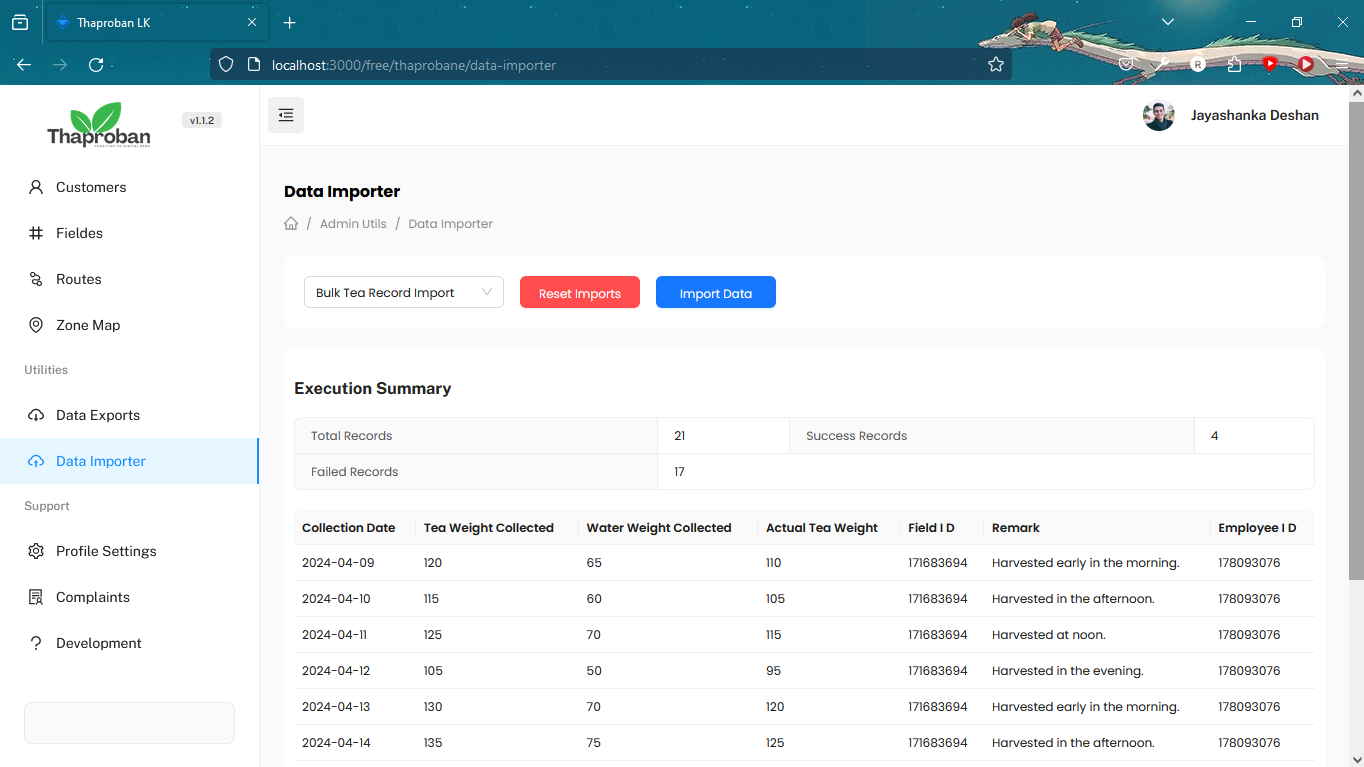 Thaproban LK
localhost:3000/free/thaprobane/data-importer
R
Thaproban
v1.1.2
Jayashanka Deshan
Customers
Fieldes
Routes
Zone Map
Utilities
Data Exports
Data Importer
Support
Profile Settings
Complaints
Development
Data Importer
/ Admin Utils / Data Importer
Bulk Tea Record Import
Reset Imports
Import Data
Execution Summary
Total Records 21 Success Records 4
Failed Records 17
Collection Date Tea Weight Collected Water Weight Collected Actual Tea Weight Field I D Remark Employee I D
2024-04-09 120 65 110 171683694 Harvested early in the morning. 178093076
2024-04-10 115 60 105 171683694 Harvested in the afternoon. 178093076
2024-04-11 125 70 115 171683694 Harvested at noon. 178093076
2024-04-12 105 50 95 171683694 Harvested in the evening. 178093076
2024-04-13 130 70 120 171683694 Harvested early in the morning. 178093076
2024-04-14 135 75 125 171683694 Harvested in the afternoon. 178093076